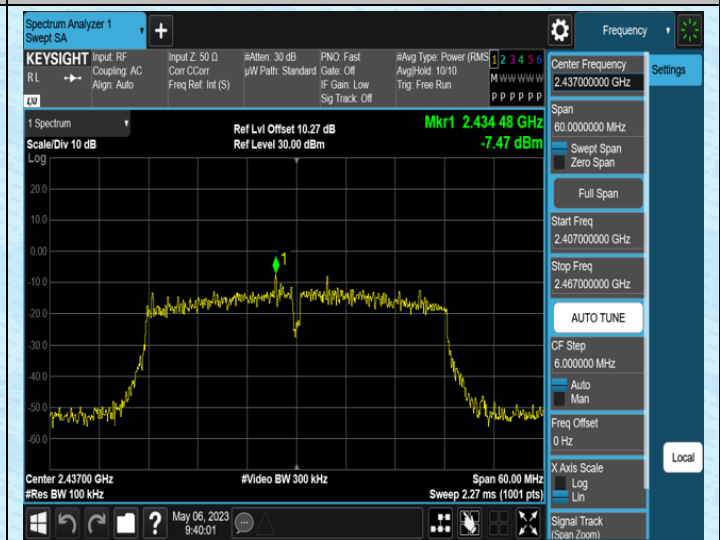 Spectrum Analyzer 1
Swept SA
+
Frequency
KEYSIGHT
RL
LXI
Input: RF
Coupling: AC
Align: Auto
Input Z: 50 Ω
Corr CCorr
Freq Ref: Int (S)
#Atten: 30 dB
µW Path: Standard
PNO: Fast
Gate: Off
IF Gain: Low
Sig Track: Off
#Avg Type: Power (RMS
Avg|Hold: 10/10
Trig: Free Run
1 2 3 4 5 6
M W W W W W
P P P P P P
Center Frequency
2.437000000 GHz
Settings
Span
60.0000000 MHz
Swept Span
Zero Span
Full Span
Start Freq
2.407000000 GHz
Stop Freq
2.467000000 GHz
AUTO TUNE
CF Step
6.000000 MHz
Auto
Man
Freq Offset
0 Hz
X Axis Scale
Log
Lin
Signal Track
(Span Zoom)
Local
1 Spectrum
Scale/Div 10 dB
Log
Ref Lvl Offset 10.27 dB
Ref Level 30.00 dBm
Mkr1 2.434 48 GHz
-7.47 dBm
20.0
10.0
0.00
-10.0
-20.0
-30.0
-40.0
-50.0
-60.0
1
Center 2.43700 GHz
#Res BW 100 kHz
#Video BW 300 kHz
Span 60.00 MHz
Sweep 2.27 ms (1001 pts)
?
May 06, 2023
9:40:01